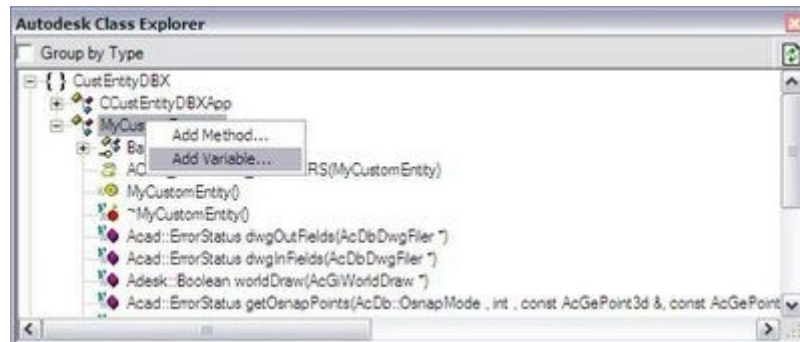 Autodesk Class Explorer
Group by Type
{ } CustEntityDBX
CCustEntityDBXApp
Add Method...
Add Variable...
RS(MyCustomEntity)
MyCustomEntity()
~MyCustomEntity()
Acad::ErrorStatus dwgOutFields(AcDbDwgFiler *)
Acad::ErrorStatus dwgInFields(AcDbDwgFiler *)
Adesk::Boolean worldDraw(AcGiWorldDraw *)
Acad::ErrorStatus getOsnapPoints(AcDb::OsnapMode , int , const AcGePoint3d &, const AcGePoint